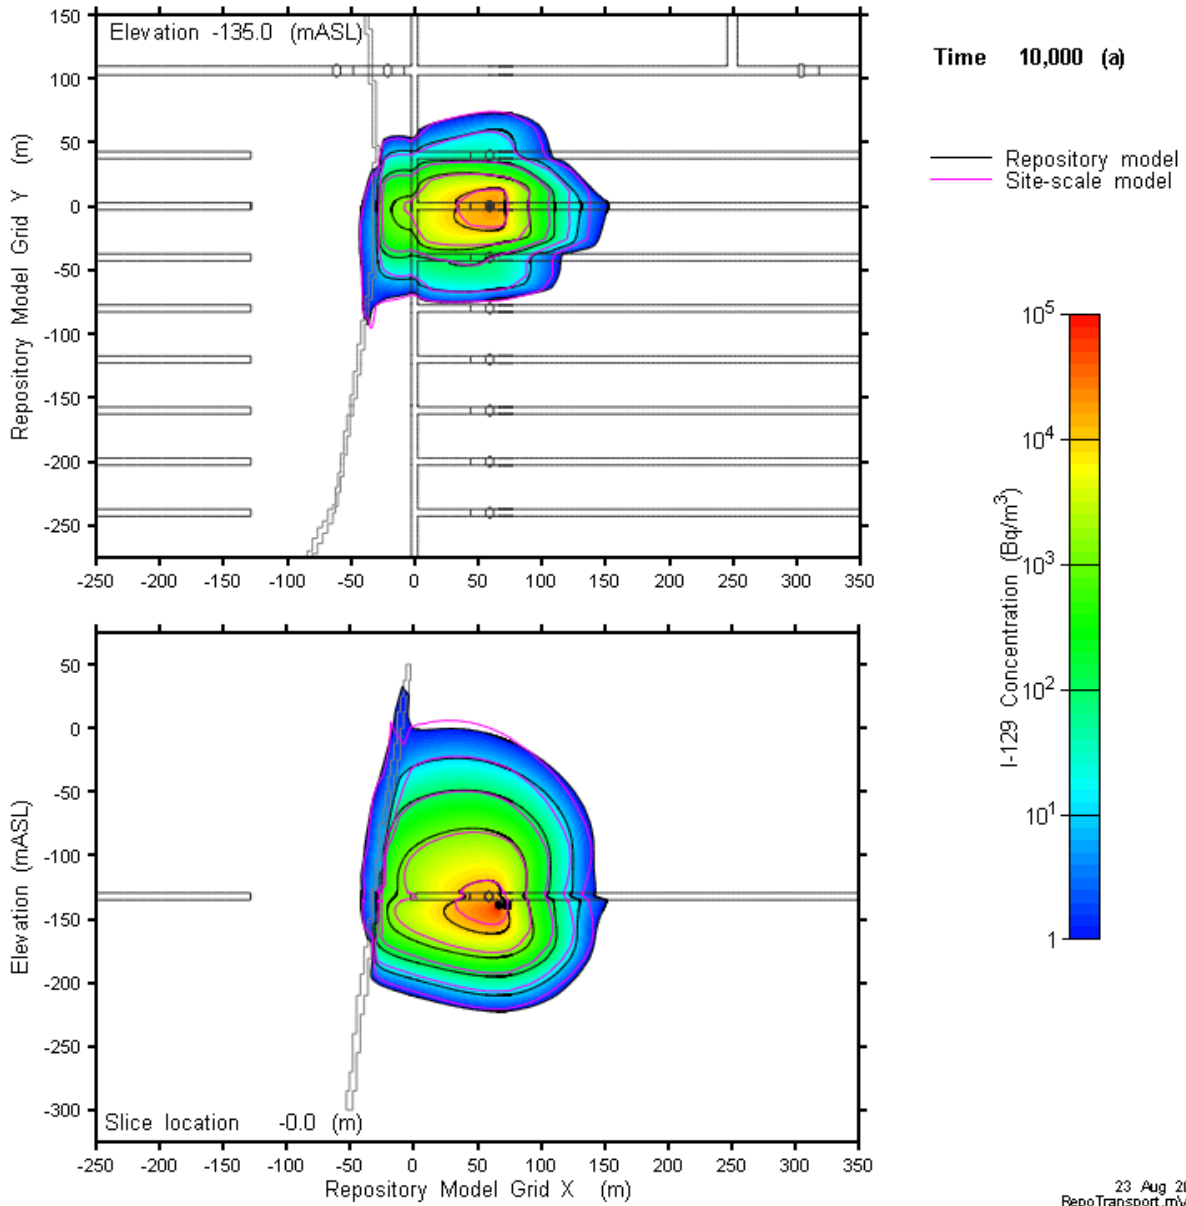 Elevation -135.0 (mASL)
150
100
50
0
-50
-100
-150
-200
-250
Repository Model Grid Y (m)
-250 -200 -150 -100 -50 0 50 100 150 200 250 300 350
Time 10,000 (a)
Repository model
Site-scale model
10^5
10^4
10^3
10^2
10^1
1
I-129 Concentration (Bq/m^3)
50
0
-50
-100
-150
-200
-250
-300
Elevation (mASL)
Slice location -0.0 (m)
-250 -200 -150 -100 -50 0 50 100 150 200 250 300 350
Repository Model Grid X (m)
23 Aug